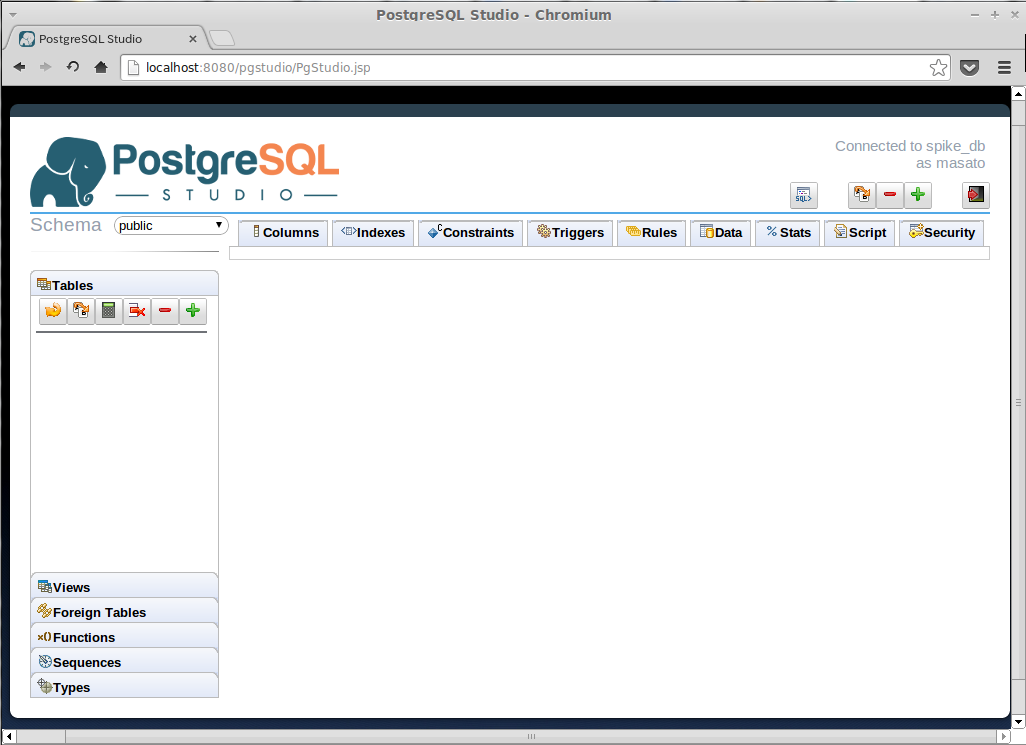 PostgreSQL Studio - Chromium
PostgreSQL Studio
localhost:8080/pgstudio/PgStudio.jsp
PostgreSQL
STUDIO
Connected to spike_db
as masato
SQL>
Schema public
Columns Indexes Constraints Triggers Rules Data Stats Script Security
Tables
Views
Foreign Tables
Functions
Sequences
Types